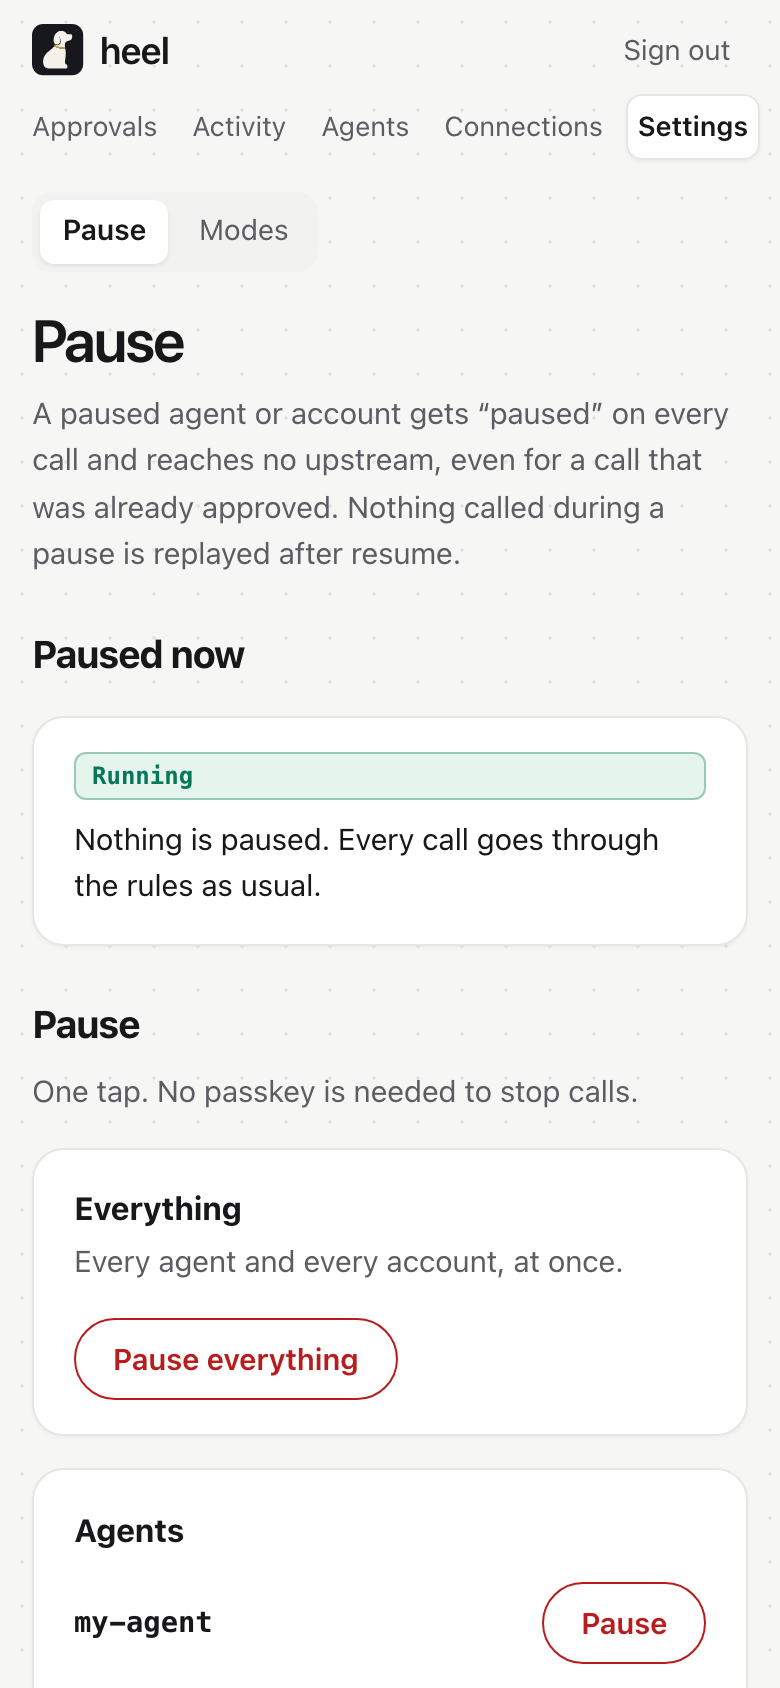 heel
Sign out
Approvals
Activity
Agents
Connections
Settings
Pause
Modes
Pause
A paused agent or account gets “paused” on every
call and reaches no upstream, even for a call that
was already approved. Nothing called during a
pause is replayed after resume.
Paused now
Running
Nothing is paused. Every call goes through
the rules as usual.
Pause
One tap. No passkey is needed to stop calls.
Everything
Every agent and every account, at once.
Pause everything
Agents
my-agent
Pause